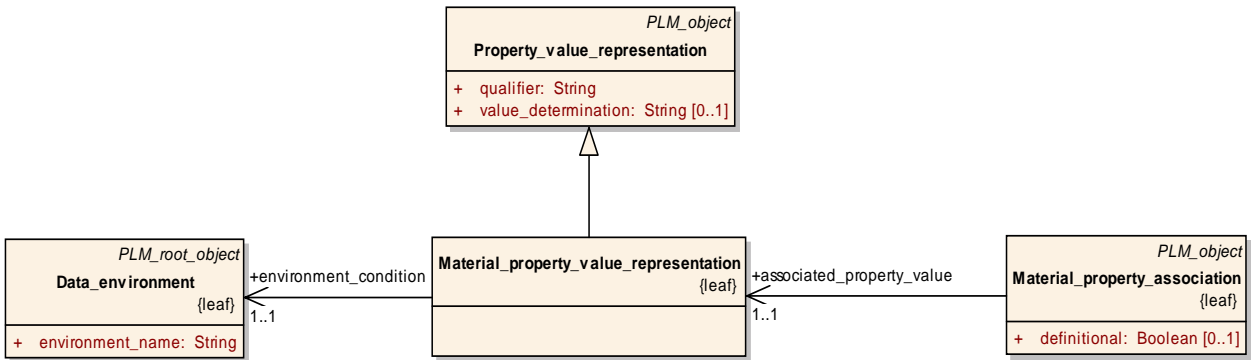 PLM_object
Property_value_representation
+ qualifier: String
+ value_determination: String [0..1]
PLM_root_object
Data_environment
{leaf}
+ environment_name: String
+environment_condition
1..1
Material_property_value_representation
{leaf}
+associated_property_value
1..1
PLM_object
Material_property_association
{leaf}
+ definitional: Boolean [0..1]